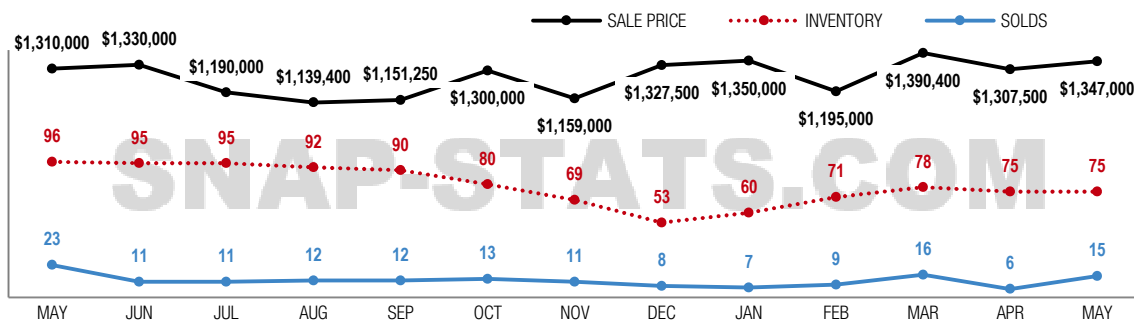 SALE PRICE INVENTORY SOLDS
$1,310,000 $1,330,000 $1,190,000 $1,139,400 $1,151,250 $1,300,000 $1,159,000 $1,327,500 $1,350,000 $1,195,000 $1,390,400 $1,307,500 $1,347,000
96 95 95 92 90 80 69 53 60 71 78 75 75
SNAP-STATS.COM
23 11 11 12 12 13 11 8 7 9 16 6 15
MAY JUN JUL AUG SEP OCT NOV DEC JAN FEB MAR APR MAY